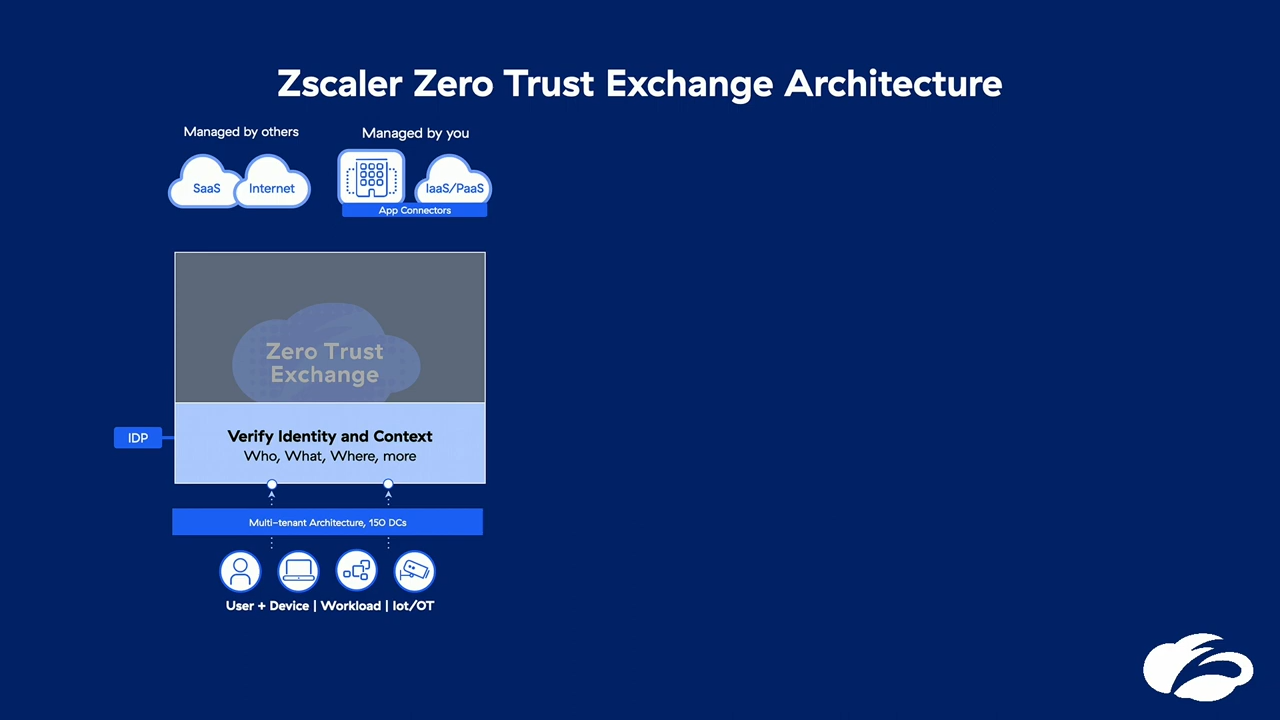 Zscaler Zero Trust Exchange Architecture
Managed by others
Managed by you
SaaS
Internet
IaaS/PaaS
App Connectors
Zero Trust
Exchange
IDP
Verify Identity and Context
Who, What, Where, more
Multi-tenant Architecture, 150 DCs
User + Device | Workload | Iot/OT